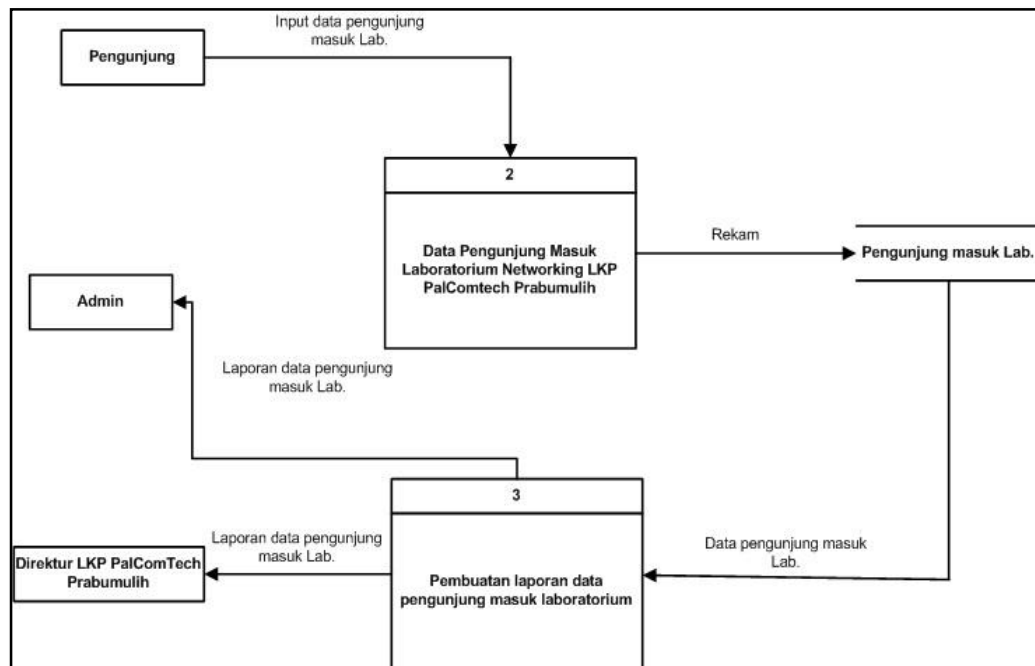 Input data pengunjung
masuk Lab.
Pengunjung
2
Data Pengunjung Masuk
Laboratorium Networking LKP
PalComtech Prabumulih
Rekam
Pengunjung masuk Lab.
Admin
Laporan data pengunjung
masuk Lab.
3
Pembuatan laporan data
pengunjung masuk laboratorium
Data pengunjung masuk
Lab.
Laporan data pengunjung
masuk Lab.
Direktur LKP PalComTech
Prabumulih